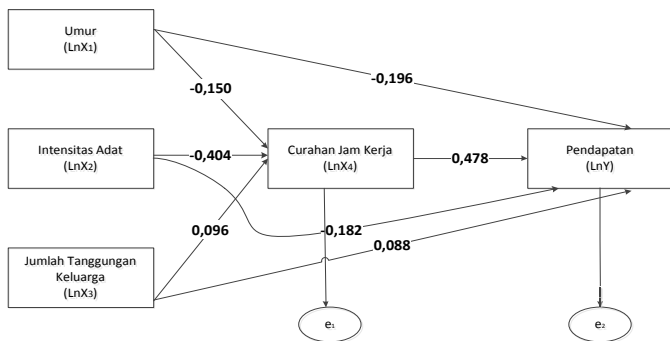 Umur
(LnX₁)
-0,150
-0,196
Intensitas Adat
(LnX₂)
-0,404
Curahan Jam Kerja
(LnX₄)
0,478
Pendapatan
(LnY)
0,096
-0,182
0,088
Jumlah Tanggungan
Keluarga
(LnX₃)
e₁
e₂